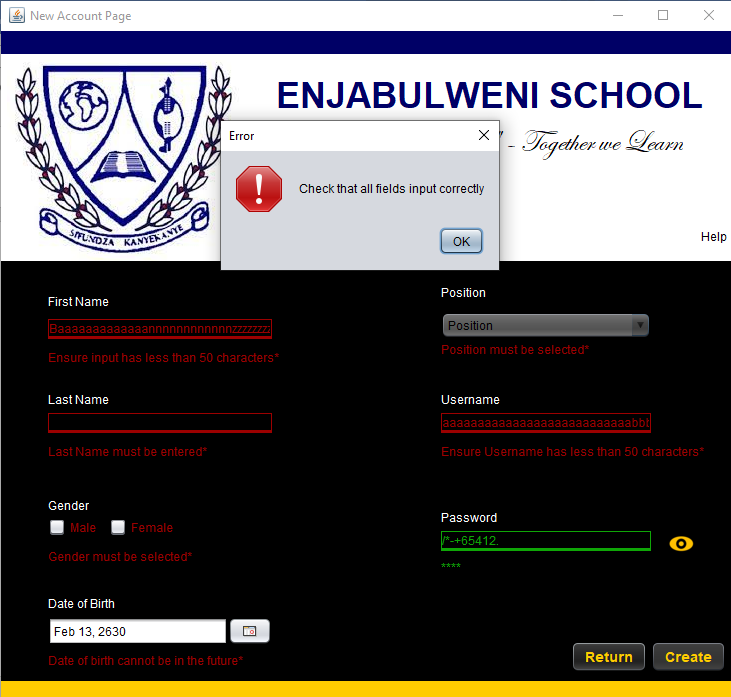 New Account Page
ENJABULWENI SCHOOL
- Together we Learn
SIFUNDZA KANYEKANYE
Error
Check that all fields input correctly
OK
Help
First Name
Ensure input has less than 50 characters*
Last Name
Last Name must be entered*
Gender
Male Female
Gender must be selected*
Date of Birth
Feb 13, 2630
Date of birth cannot be in the future*
Position
Position
Position must be selected*
Username
Ensure Username has less than 50 characters*
Password
/*-+65412.
****
Return Create